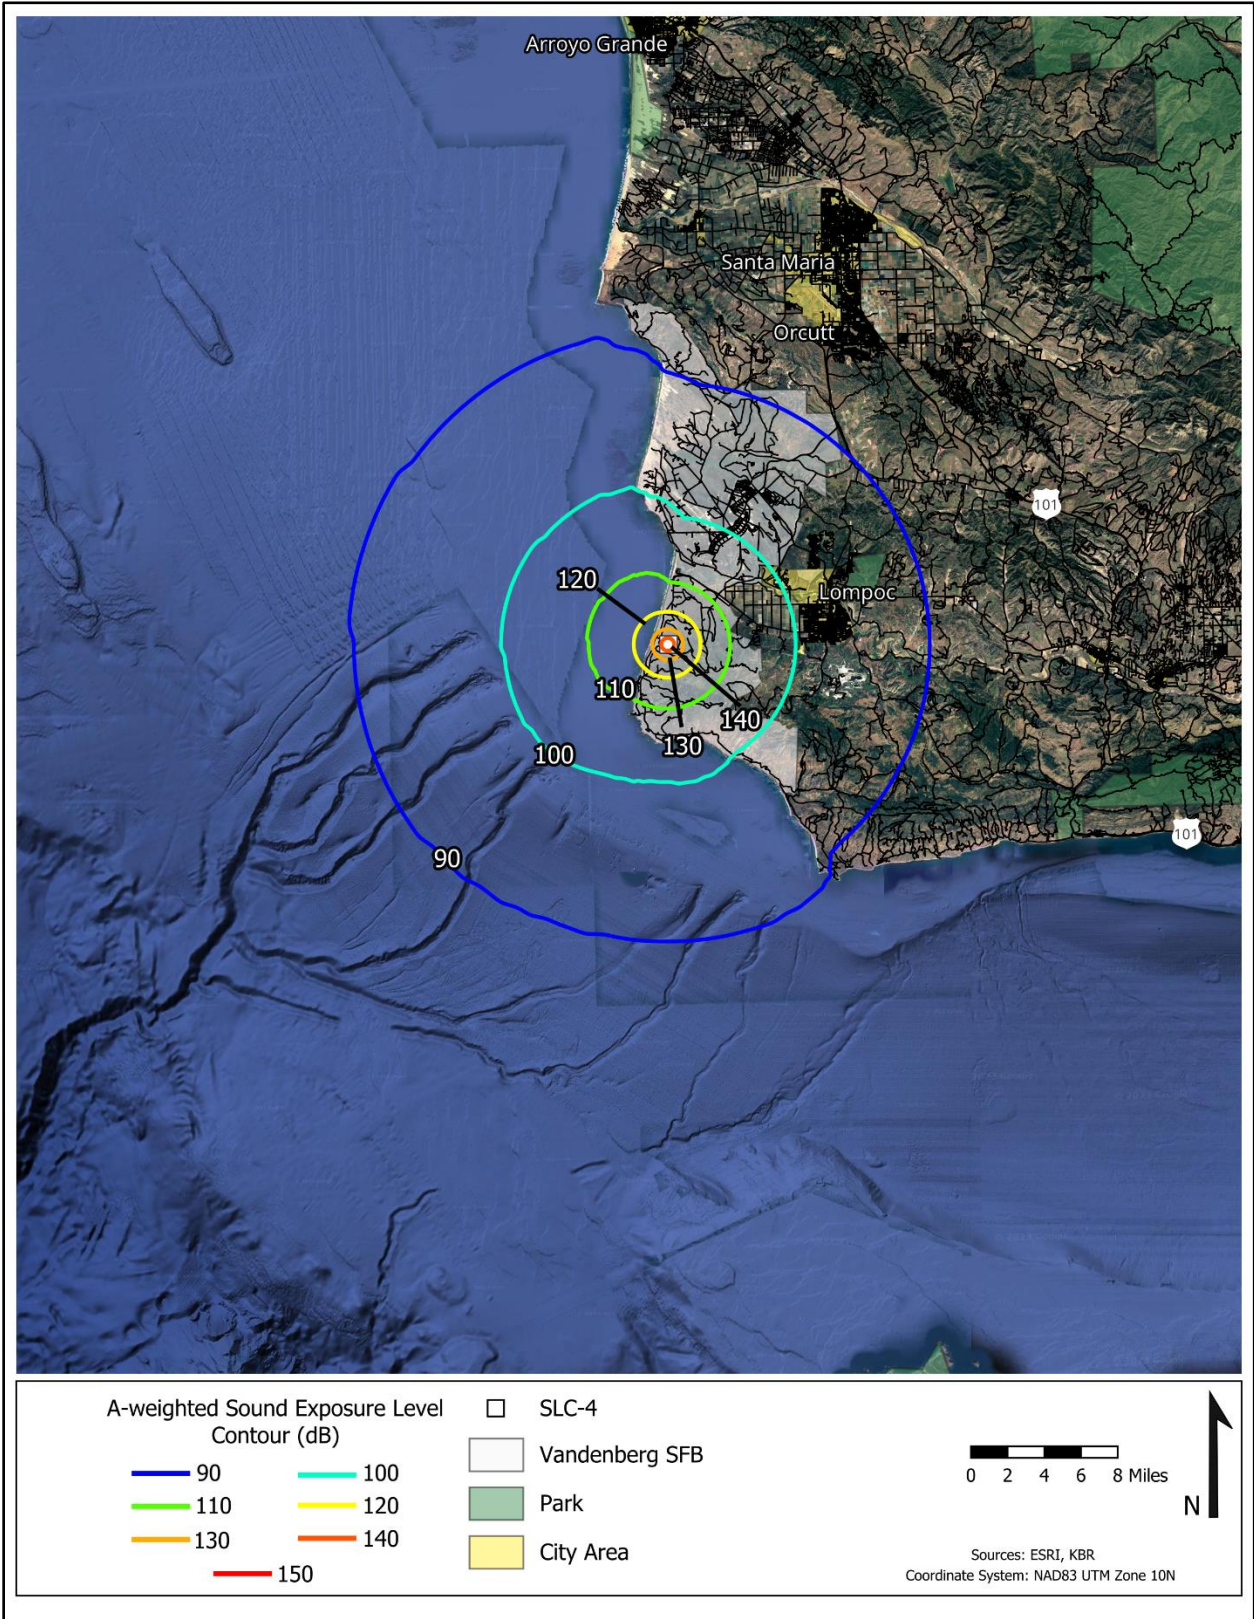 Arroyo Grande
Santa Maria
Orcutt
101
120
Lompoc
110
140
130
100
101
90
A-weighted Sound Exposure Level
Contour (dB)
90
100
110
120
130
140
150
SLC-4
Vandenberg SFB
Park
City Area
0 2 4 6 8 Miles
N
Sources: ESRI, KBR
Coordinate System: NAD83 UTM Zone 10N